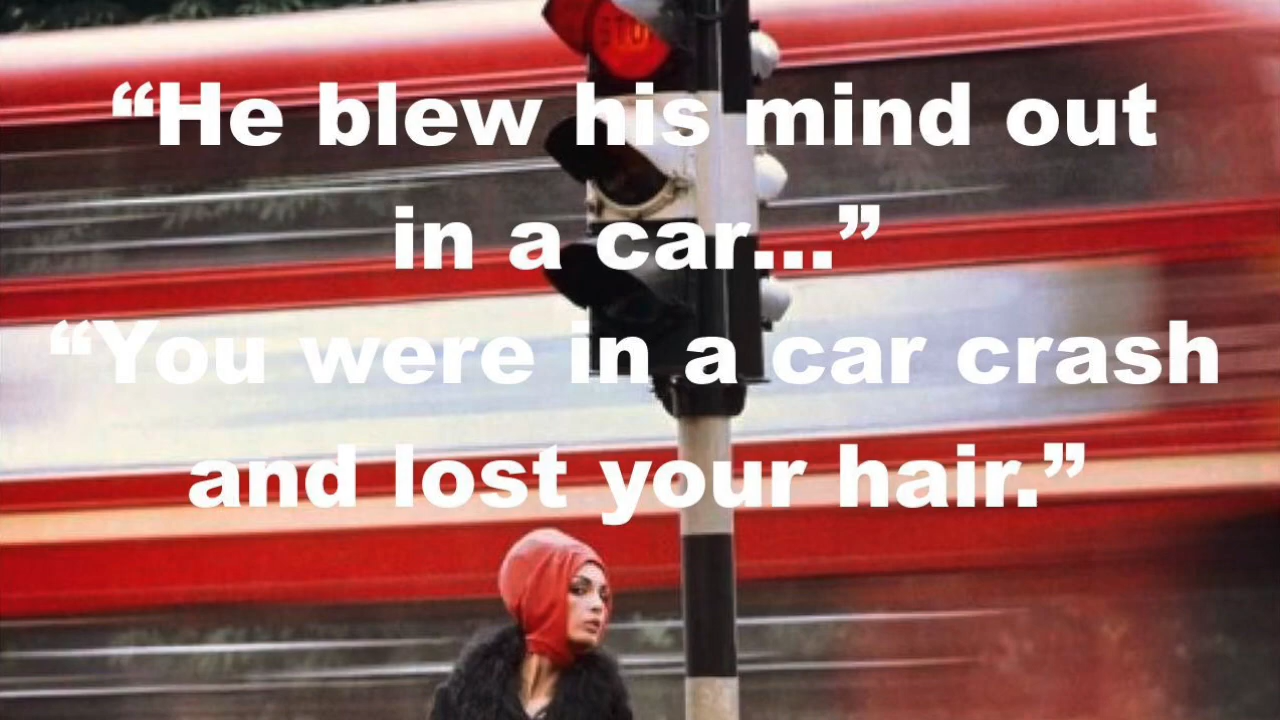 STOP
“He blew his mind out
in a car...”
“You were in a car crash
and lost your hair.”